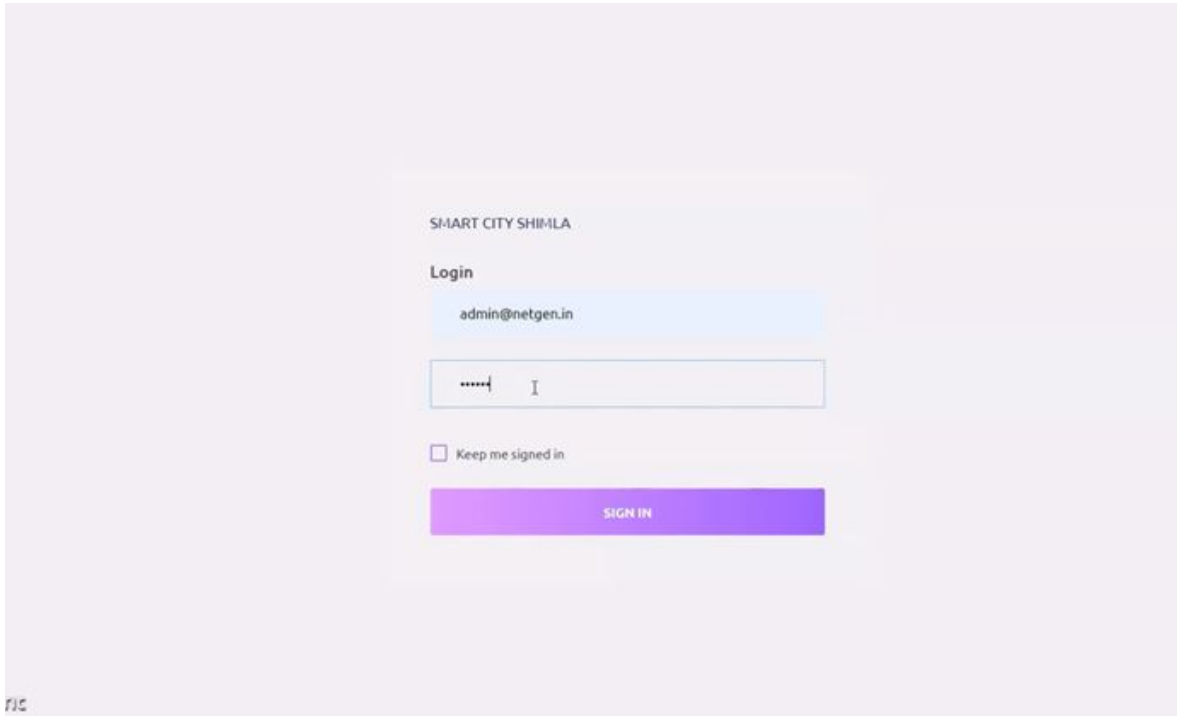 SMART CITY SHIMLA
Login
admin@netgen.in
••••••
Keep me signed in
SIGN IN